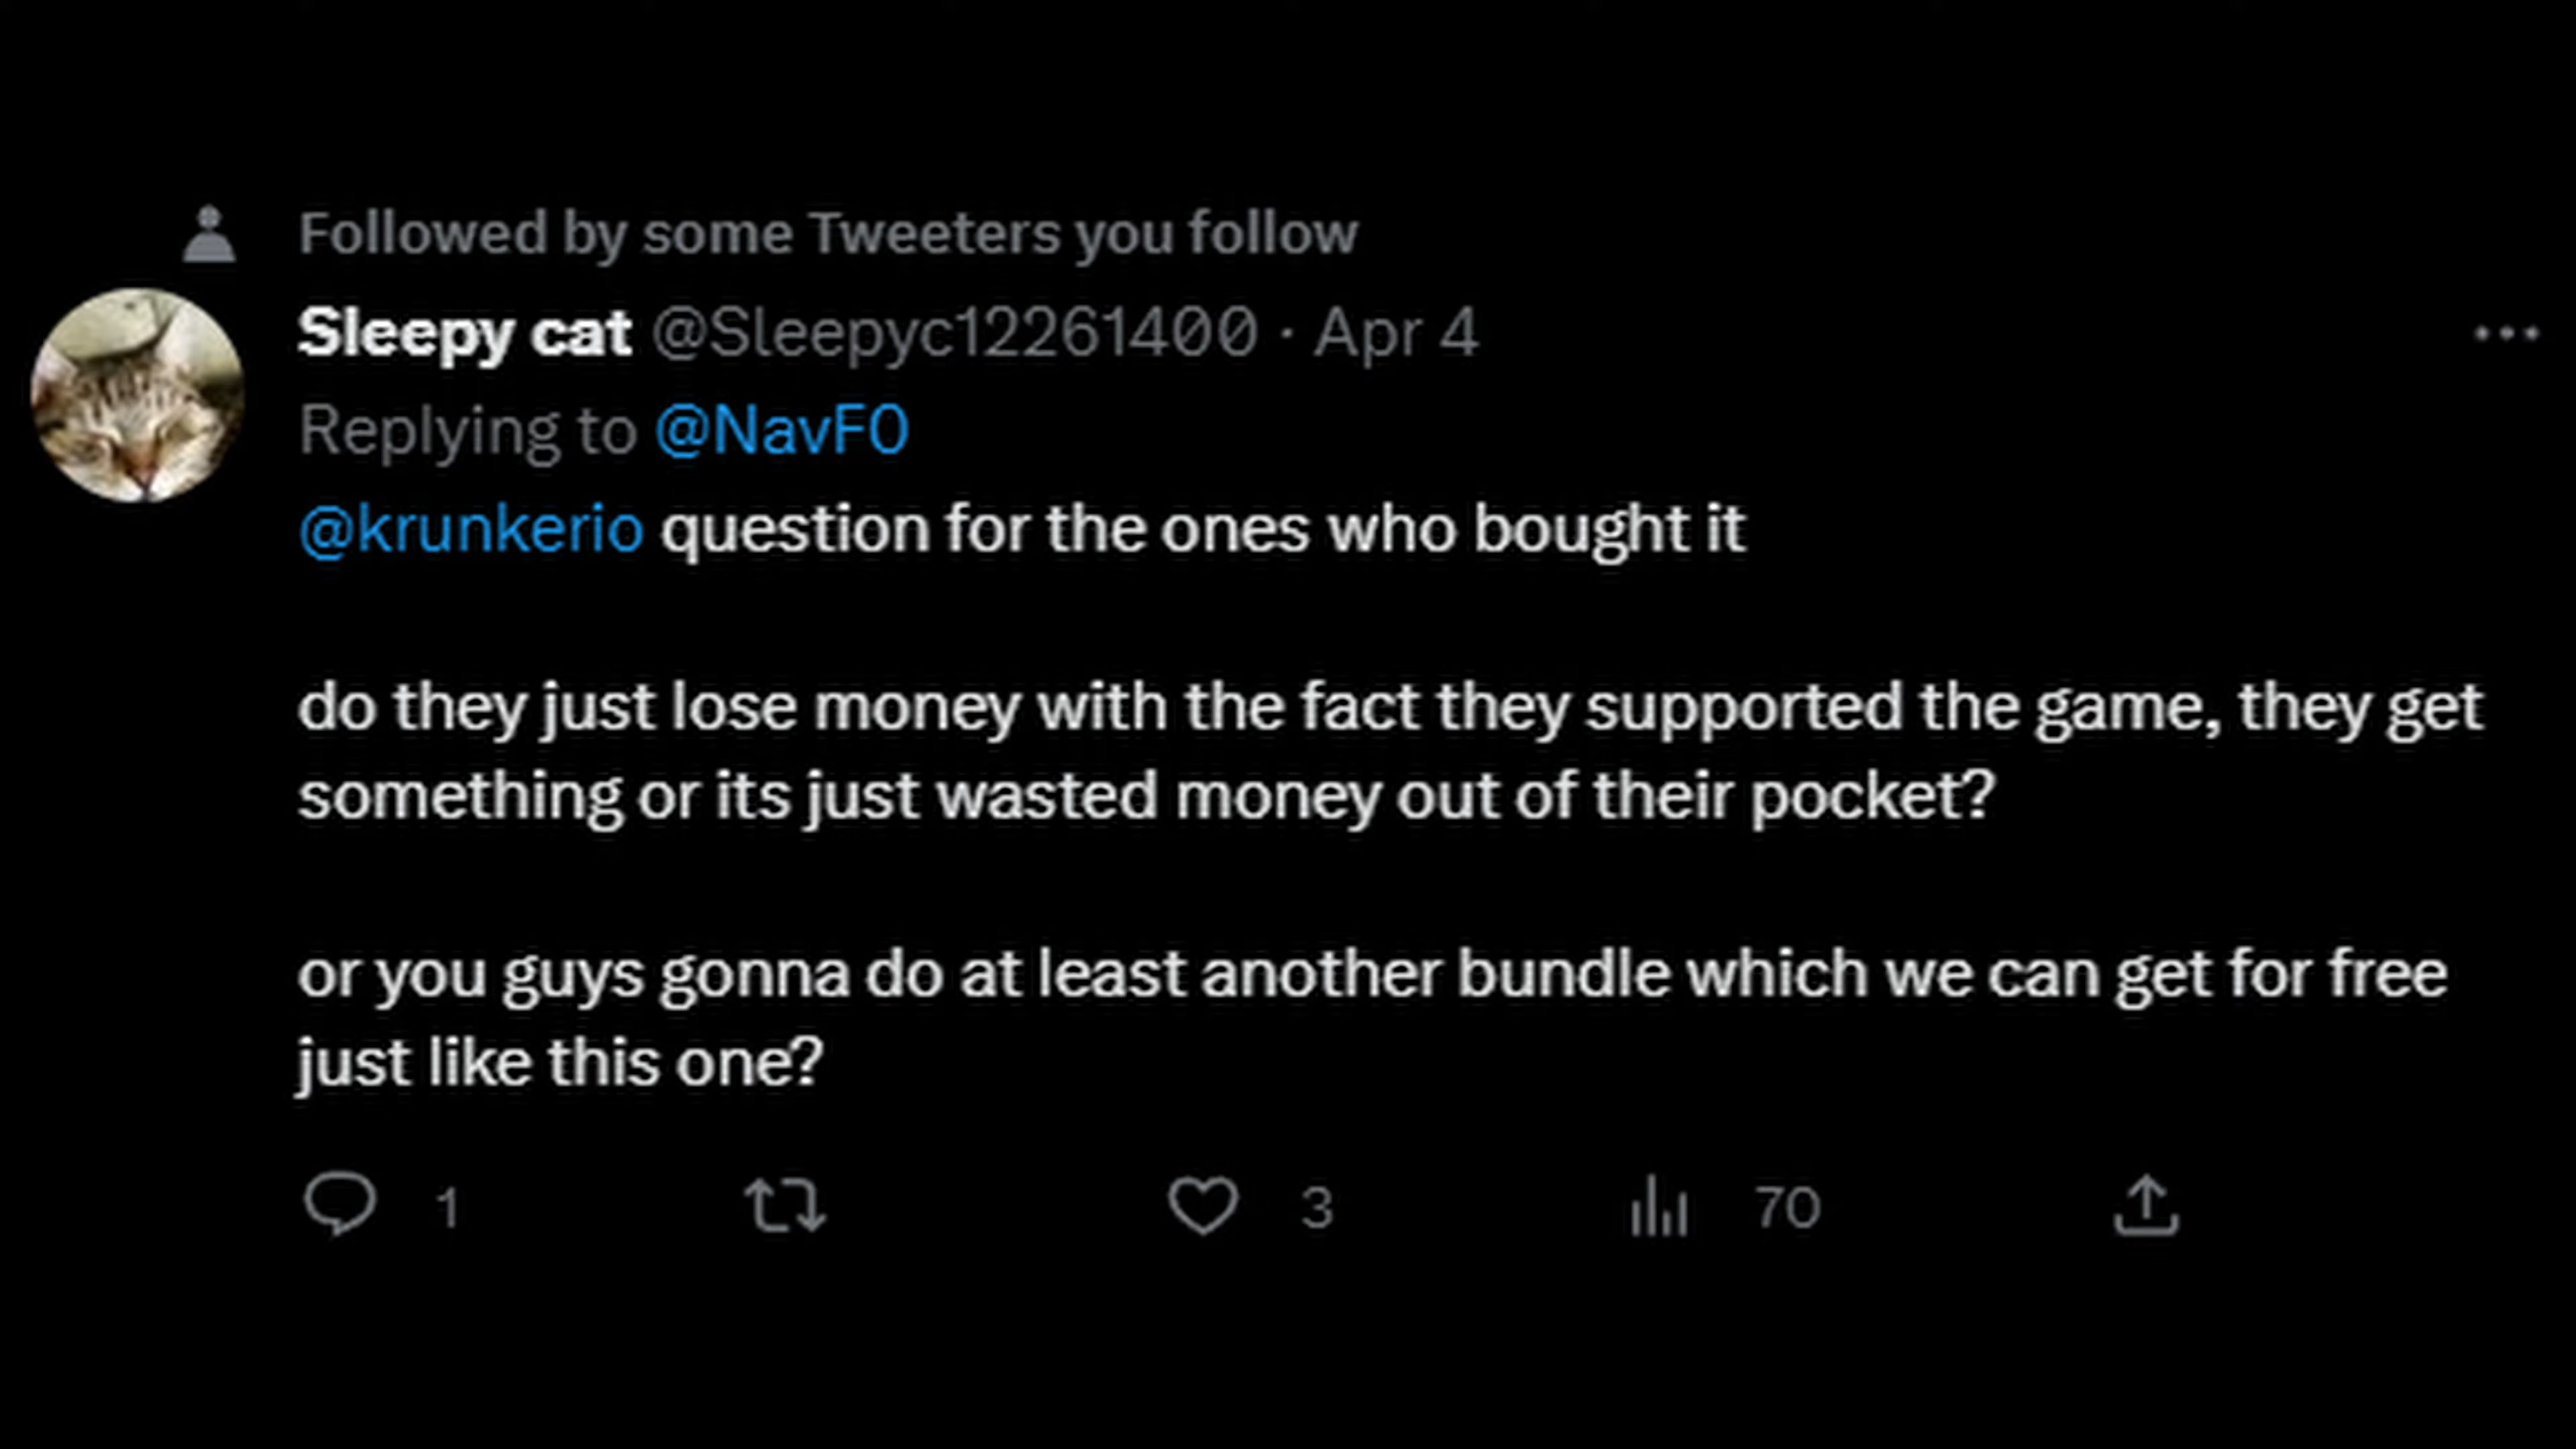 Followed by some Tweeters you follow
Sleepy cat @Sleepyc12261400 · Apr 4
Replying to @NavF0
@krunkerio question for the ones who bought it
do they just lose money with the fact they supported the game, they get
something or its just wasted money out of their pocket?
or you guys gonna do at least another bundle which we can get for free
just like this one?
1 3 70